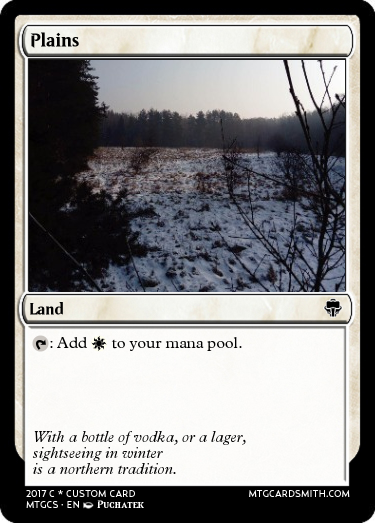 Plains
Land
: Add to your mana pool.
With a bottle of vodka, or a lager,
sightseeing in winter
is a northern tradition.
2017 C * CUSTOM CARD
MTGCARDSMITH.COM
MTGCS · EN PUGHATEK